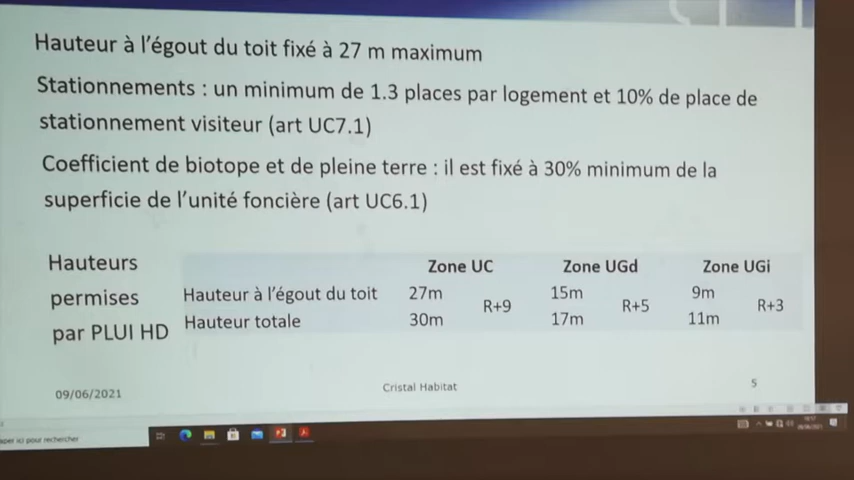 Hauteur à l'égout du toit fixé à 27 m maximum
Stationnements : un minimum de 1.3 places par logement et 10% de place de
stationnement visiteur (art UC7.1)
Coefficient de biotope et de pleine terre : il est fixé à 30% minimum de la
superficie de l'unité foncière (art UC6.1)
Hauteurs
permises
par PLUI HD
Zone UC Zone UGd Zone UGi
Hauteur à l'égout du toit 27m 15m 9m
R+9 R+5 R+3
Hauteur totale 30m 17m 11m
09/06/2021 Cristal Habitat 5
aper ici pour rechercher